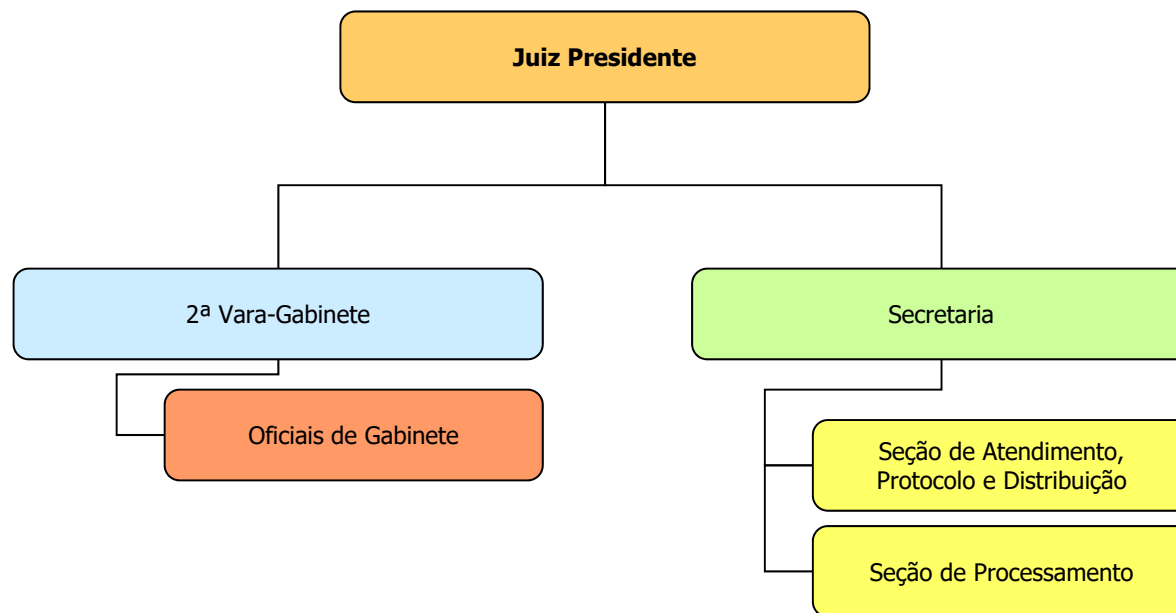 Juiz Presidente
2ª Vara-Gabinete
Secretaria
Oficiais de Gabinete
Seção de Atendimento,
Protocolo e Distribuição
Seção de Processamento